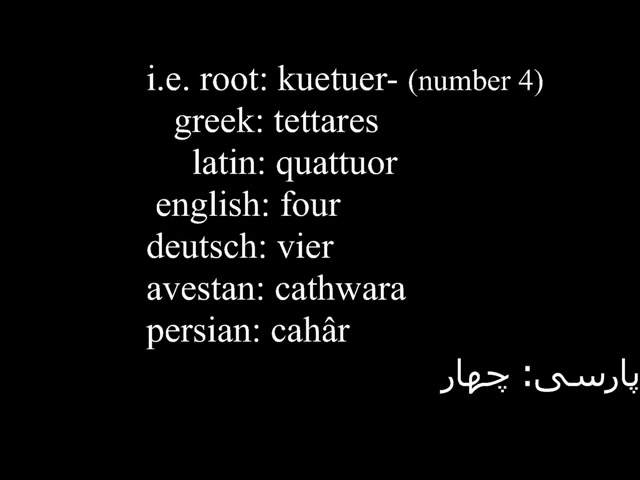 i.e. root: kuetuer- (number 4)
greek: tettares
latin: quattuor
english: four
deutsch: vier
avestan: cathwara
persian: cahâr
پارسی: چهار